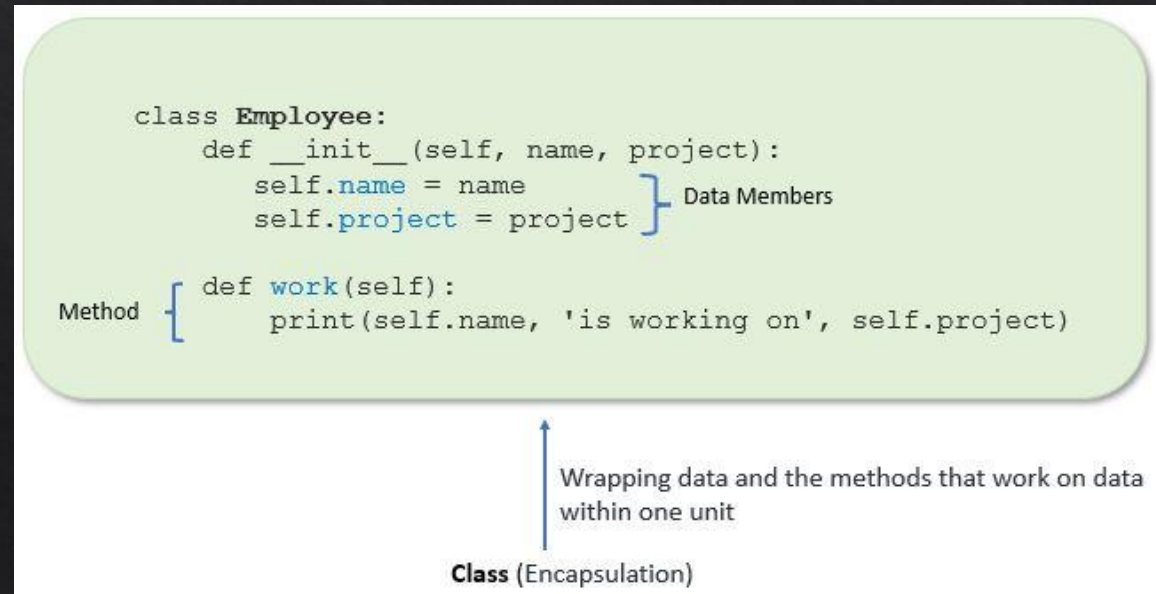 class Employee:
def __init__(self, name, project):
self.name = name
self.project = project
Data Members
Method
def work(self):
print(self.name, 'is working on', self.project)
Wrapping data and the methods that work on data
within one unit
Class (Encapsulation)